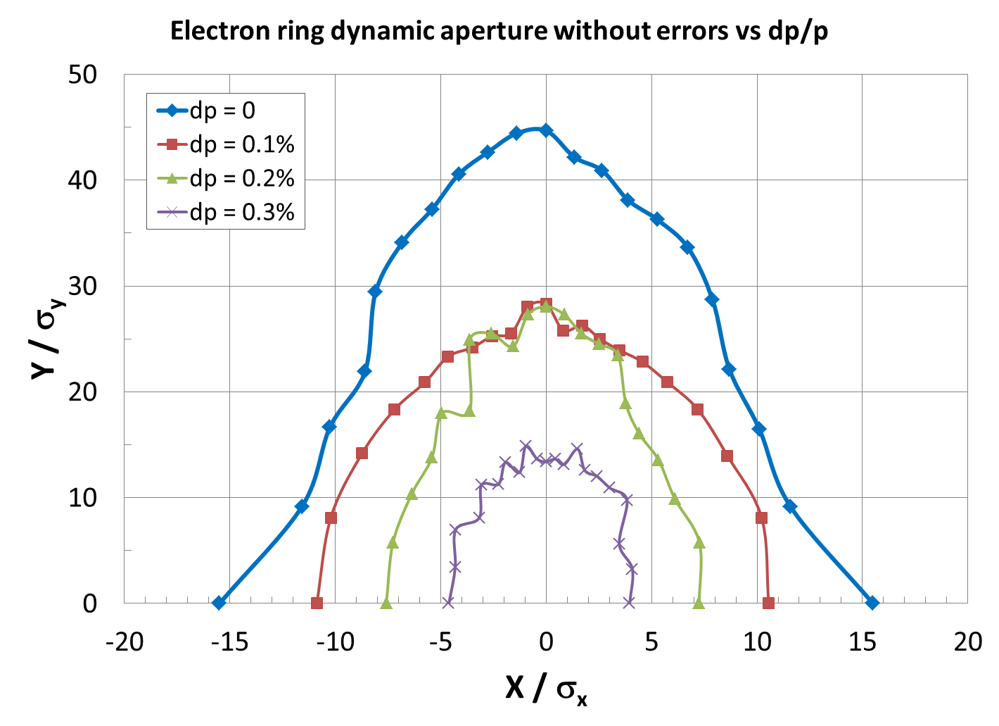 Electron ring dynamic aperture without errors vs dp/p
50
40
30
20
10
0
dp = 0
dp = 0.1%
dp = 0.2%
dp = 0.3%
Y / σy
-20 -15 -10 -5 0 5 10 15 20
X / σx